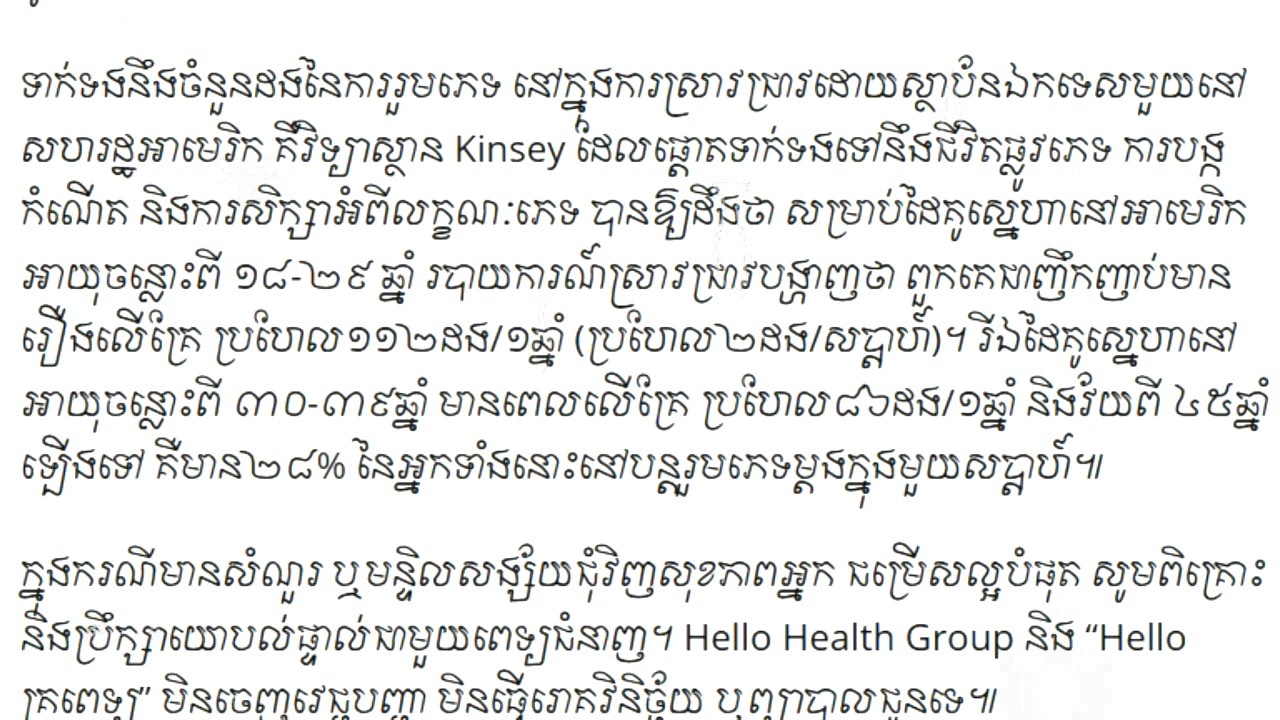 ទាក់ទងនឹងចំនួនដងនៃការរួមភេទ នៅក្នុងការស្រាវជ្រាវដោយស្ថាប័នឯកទេសមួយនៅ
សហរដ្ឋអាមេរិក គឺវិទ្យាស្ថាន Kinsey ដែលផ្ដោតទាក់ទងទៅនឹងជីវិតផ្លូវភេទ ការបង្ក
កំណើត និងការសិក្សាអំពីលក្ខណៈភេទ បានឱ្យដឹងថា សម្រាប់ដៃគូស្នេហានៅអាមេរិក
អាយុចន្លោះពី ១៨-២៩ ឆ្នាំ របាយការណ៍ស្រាវជ្រាវបង្ហាញថា ពួកគេជាញឹកញាប់មាន
រឿងលើគ្រែ ប្រហែល១១២ដង/១ឆ្នាំ (ប្រហែល២ដង/សប្ដាហ៍)។ រីឯដៃគូស្នេហានៅ
អាយុចន្លោះពី ៣០-៣៩ឆ្នាំ មានពេលលើគ្រែ ប្រហែល៨៦ដង/១ឆ្នាំ និងវ័យពី ៤៥ឆ្នាំ
ឡើងទៅ គឺមាន២៨% នៃអ្នកទាំងនោះនៅបន្តរួមភេទម្ដងក្នុងមួយសប្ដាហ៍៕
ក្នុងករណីមានសំណួរ ឬមន្ទិលសង្ស័យជុំវិញសុខភាពអ្នក ជម្រើសល្អបំផុត សូមពិគ្រោះ
និងប្រឹក្សាយោបល់ផ្ទាល់ជាមួយពេទ្យជំនាញ។ Hello Health Group និង “Hello
គ្រូពេទ្យ” មិនចេញវេជ្ជបញ្ជា មិនធ្វើរោគវិនិច្ឆ័យ ឬព្យាបាលជូនទេ៕